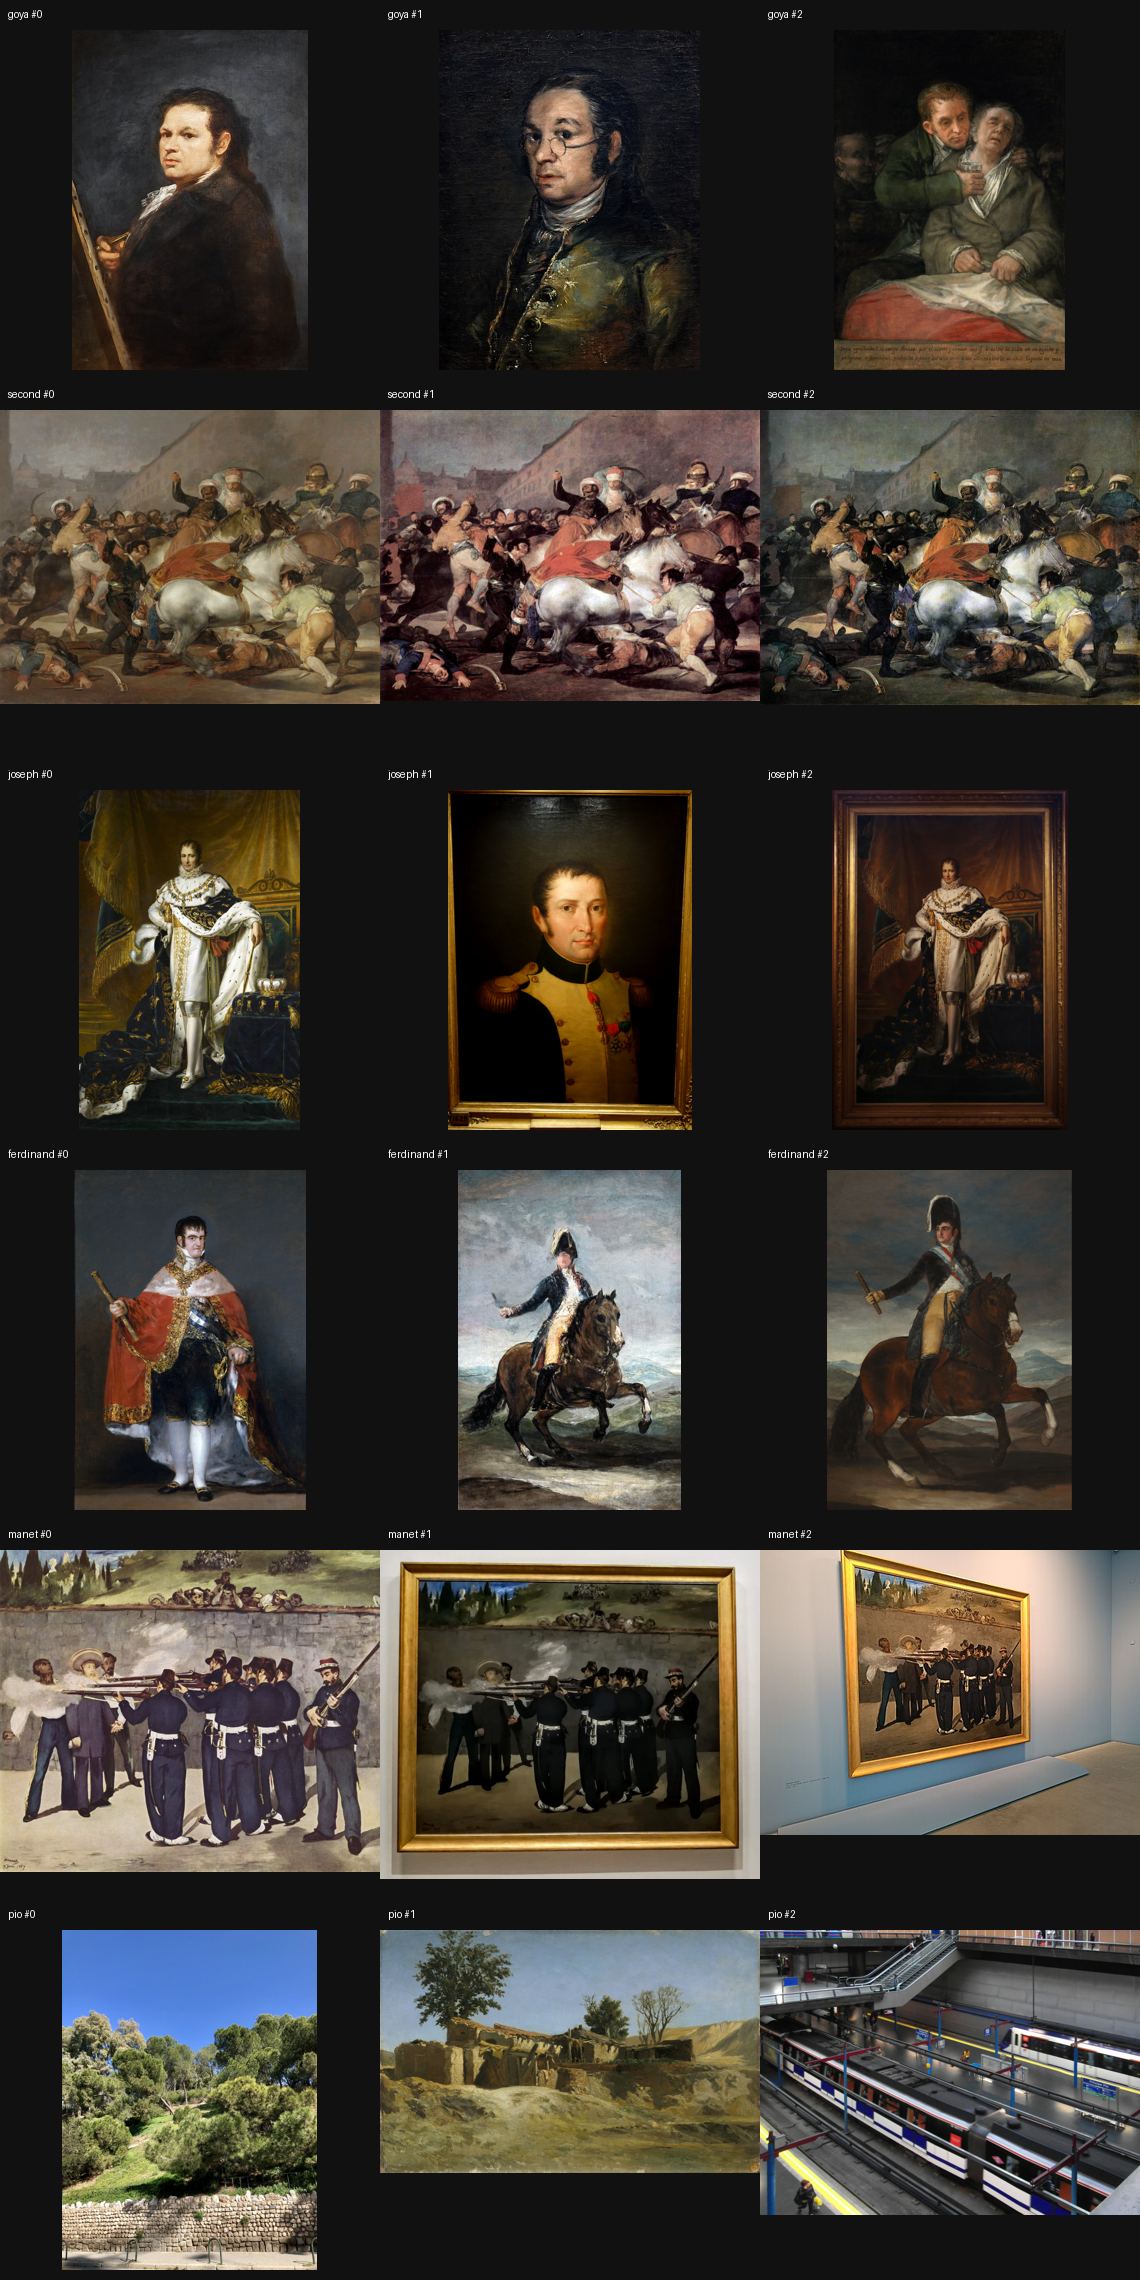 goya #0
goya #1
goya #2
second #0
second #1
second #2
joseph #0
joseph #1
joseph #2
ferdinand #0
ferdinand #1
ferdinand #2
manet #0
manet #1
manet #2
pio #0
pio #1
pio #2